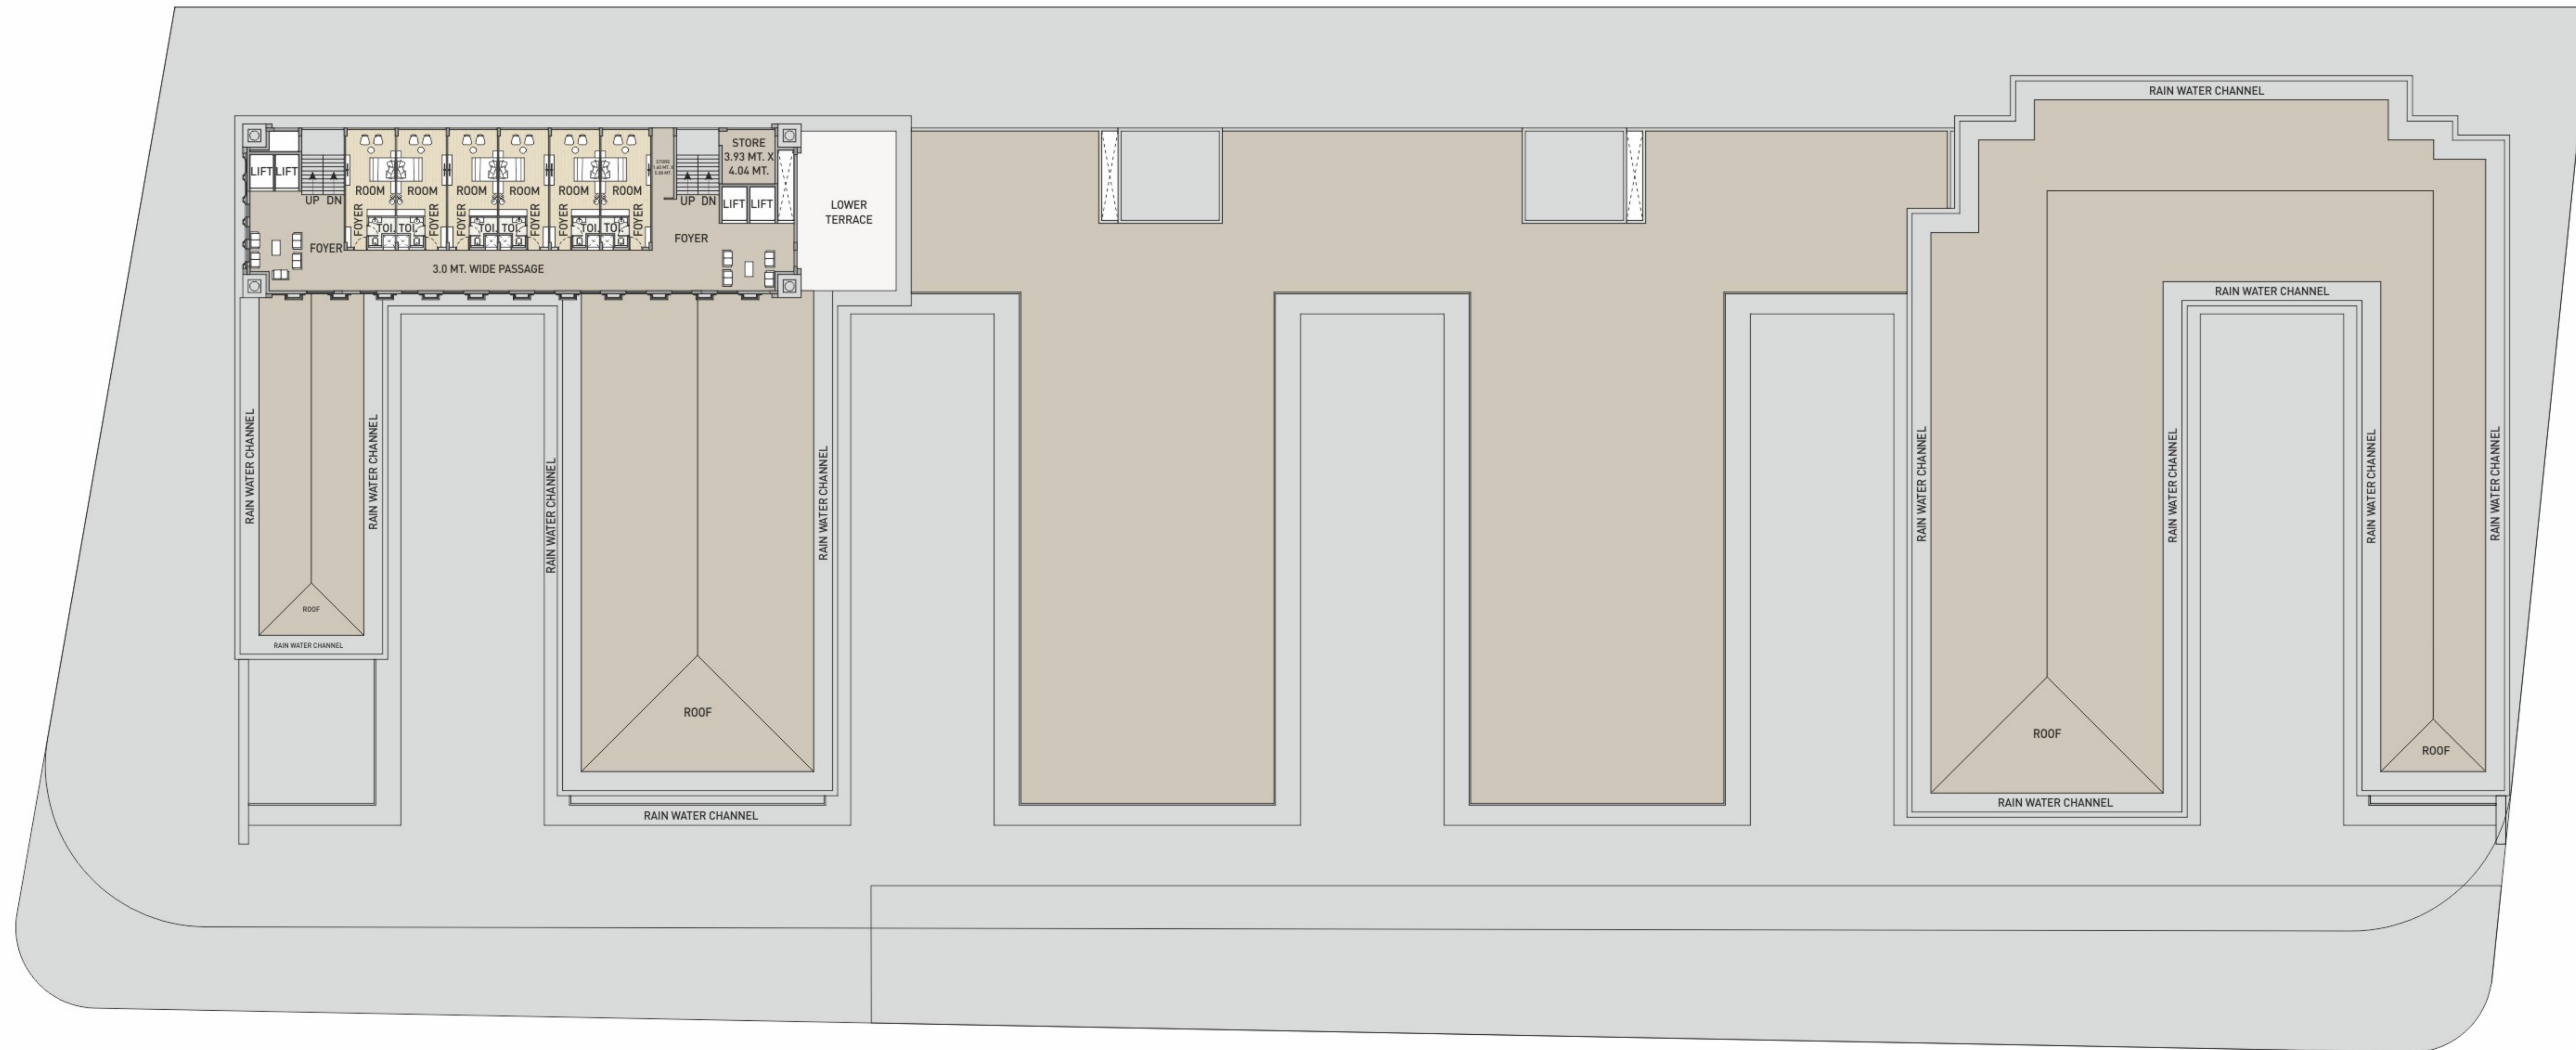 RAIN WATER CHANNEL
STORE
3.93 MT. X
4.04 MT.
STORE
LIFT LIFT
ROOM ROOM ROOM ROOM ROOM ROOM
UP DN
UP DN
LIFT LIFT
LOWER
TERRACE
FOYER FOYER FOYER FOYER FOYER FOYER
TOI. TOI. TOI. TOI. TOI. TOI.
FOYER
FOYER
3.0 MT. WIDE PASSAGE
RAIN WATER CHANNEL
RAIN WATER CHANNEL
RAIN WATER CHANNEL
RAIN WATER CHANNEL
RAIN WATER CHANNEL
RAIN WATER CHANNEL
RAIN WATER CHANNEL
RAIN WATER CHANNEL
RAIN WATER CHANNEL
ROOF
RAIN WATER CHANNEL
ROOF
ROOF
ROOF
RAIN WATER CHANNEL
RAIN WATER CHANNEL